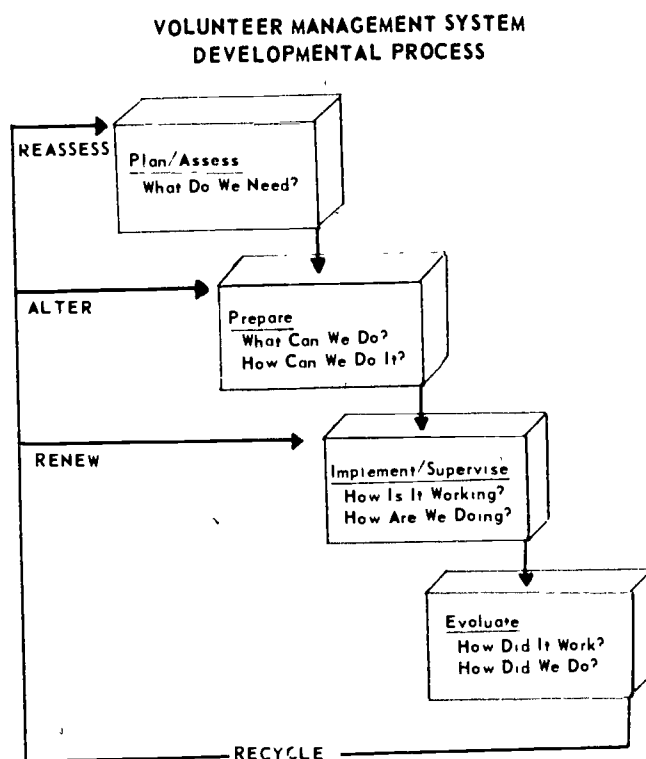 VOLUNTEER MANAGEMENT SYSTEM
DEVELOPMENTAL PROCESS
REASSESS
Plan/Assess
What Do We Need?
ALTER
Prepare
What Can We Do?
How Can We Do It?
RENEW
Implement/Supervise
How Is It Working?
How Are We Doing?
Evaluate
How Did It Work?
How Did We Do?
RECYCLE